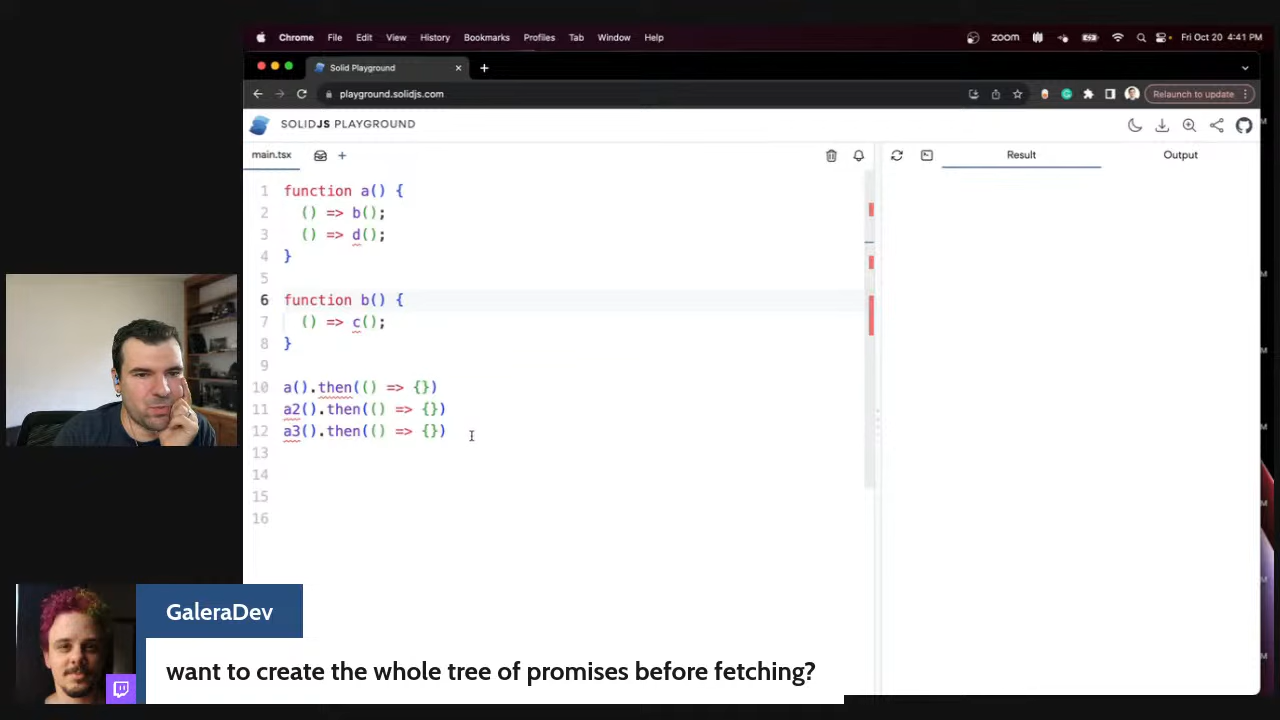 Chrome File Edit View History Bookmarks Profiles Tab Window Help zoom Fri Oct 20 4:41 PM
Solid Playground
playground.solidjs.com Relaunch to update
SOLIDJS PLAYGROUND
main.tsx Result Output
1 function a() {
2 () => b();
3 () => d();
4 }
5
6 function b() {
7 () => c();
8 }
9
10 a().then(() => {})
11 a2().then(() => {})
12 a3().then(() => {})
13
14
15
16
GaleraDev
want to create the whole tree of promises before fetching?